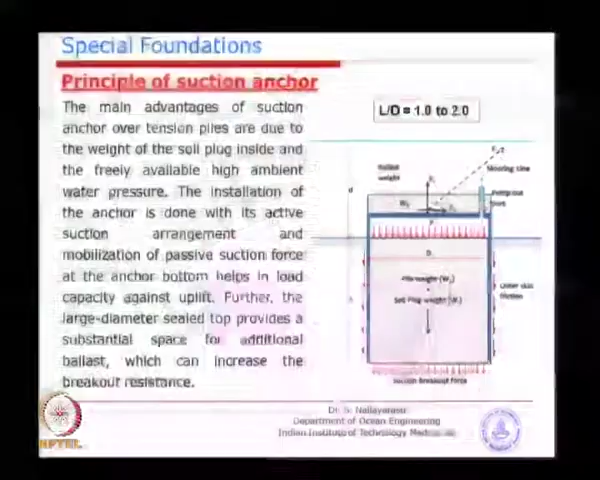 Special Foundations
Principle of suction anchor
The main advantages of suction
anchor over tension piles are due to
the weight of the soil plug inside and
the freely available high ambient
water pressure. The installation of
the anchor is done with its active
suction arrangement and
mobilization of passive suction force
at the anchor bottom helps in load
capacity against uplift. Further, the
large-diameter sealed top provides a
substantial space for additional
ballast, which can increase the
breakout resistance.
L/D = 1.0 to 2.0
Ballast
weight
Mooring Line
Pile weight
Soil Plug weight
Outer skin
friction
Suction Breakout Force
Dr. S. Nallayarasu
Department of Ocean Engineering
Indian Institute of Technology
NPTEL